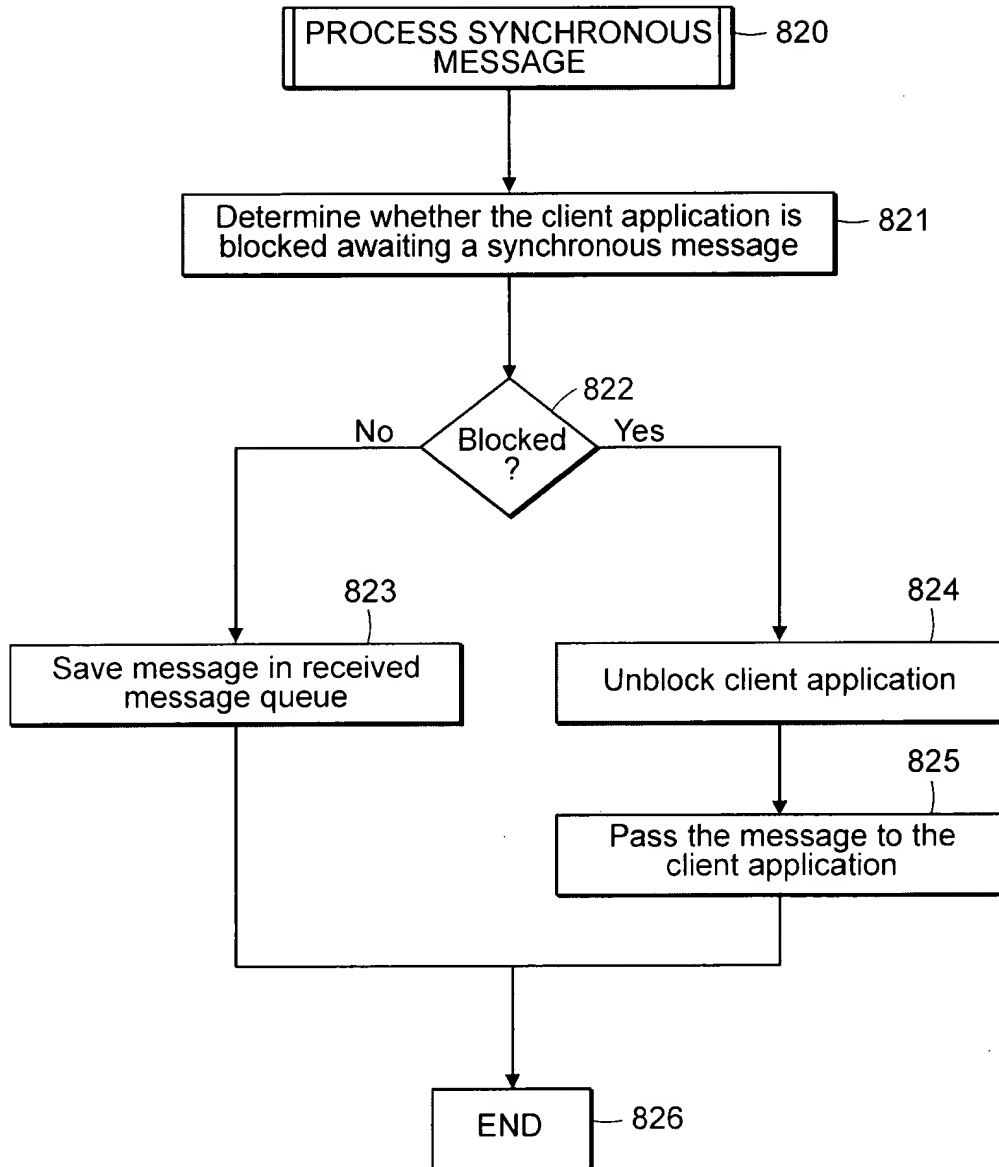 PROCESS SYNCHRONOUS
MESSAGE
820
Determine whether the client application is
blocked awaiting a synchronous message
821
822
No
Blocked
?
Yes
823
Save message in received
message queue
824
Unblock client application
825
Pass the message to the
client application
END
826